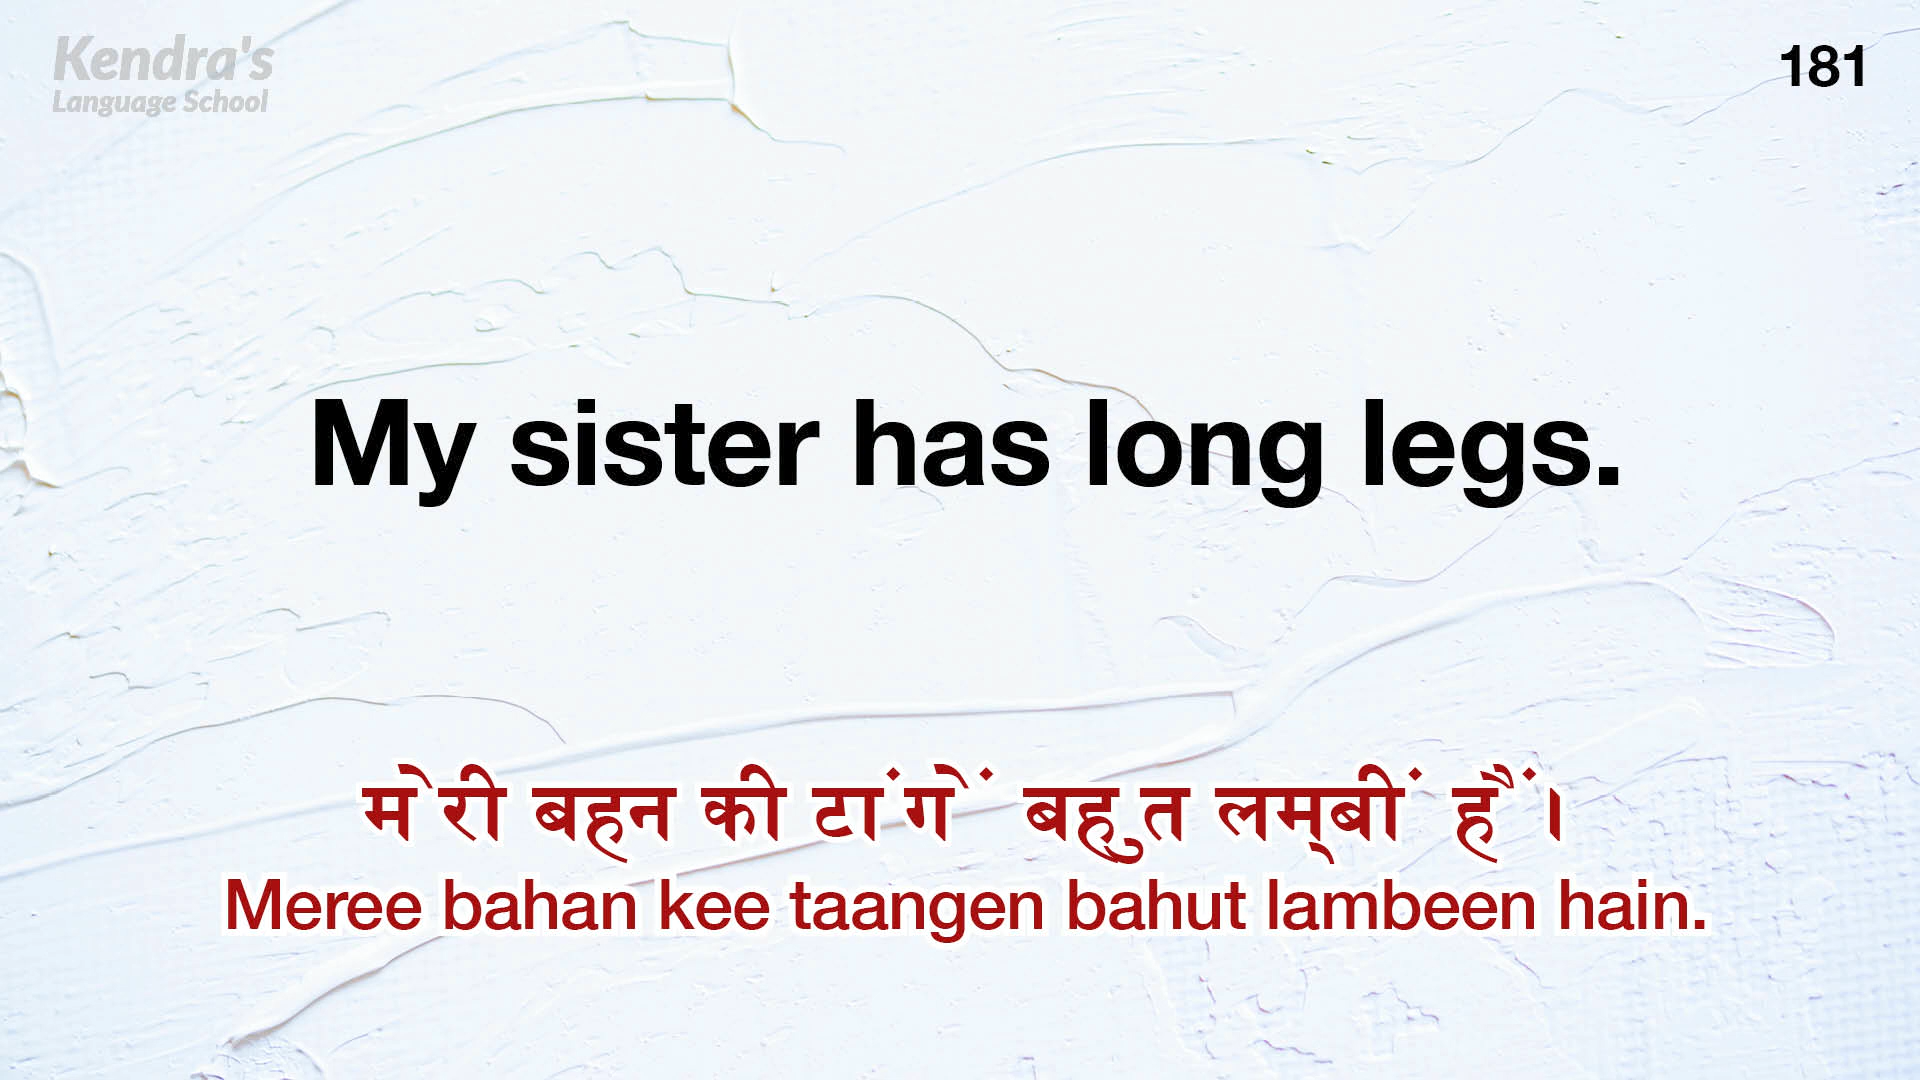 Kendra's
Language School
181
My sister has long legs.
मेरी बहन की टांगें बहुत लम्‌बीं हैं।
Meree bahan kee taangen bahut lambeen hain.